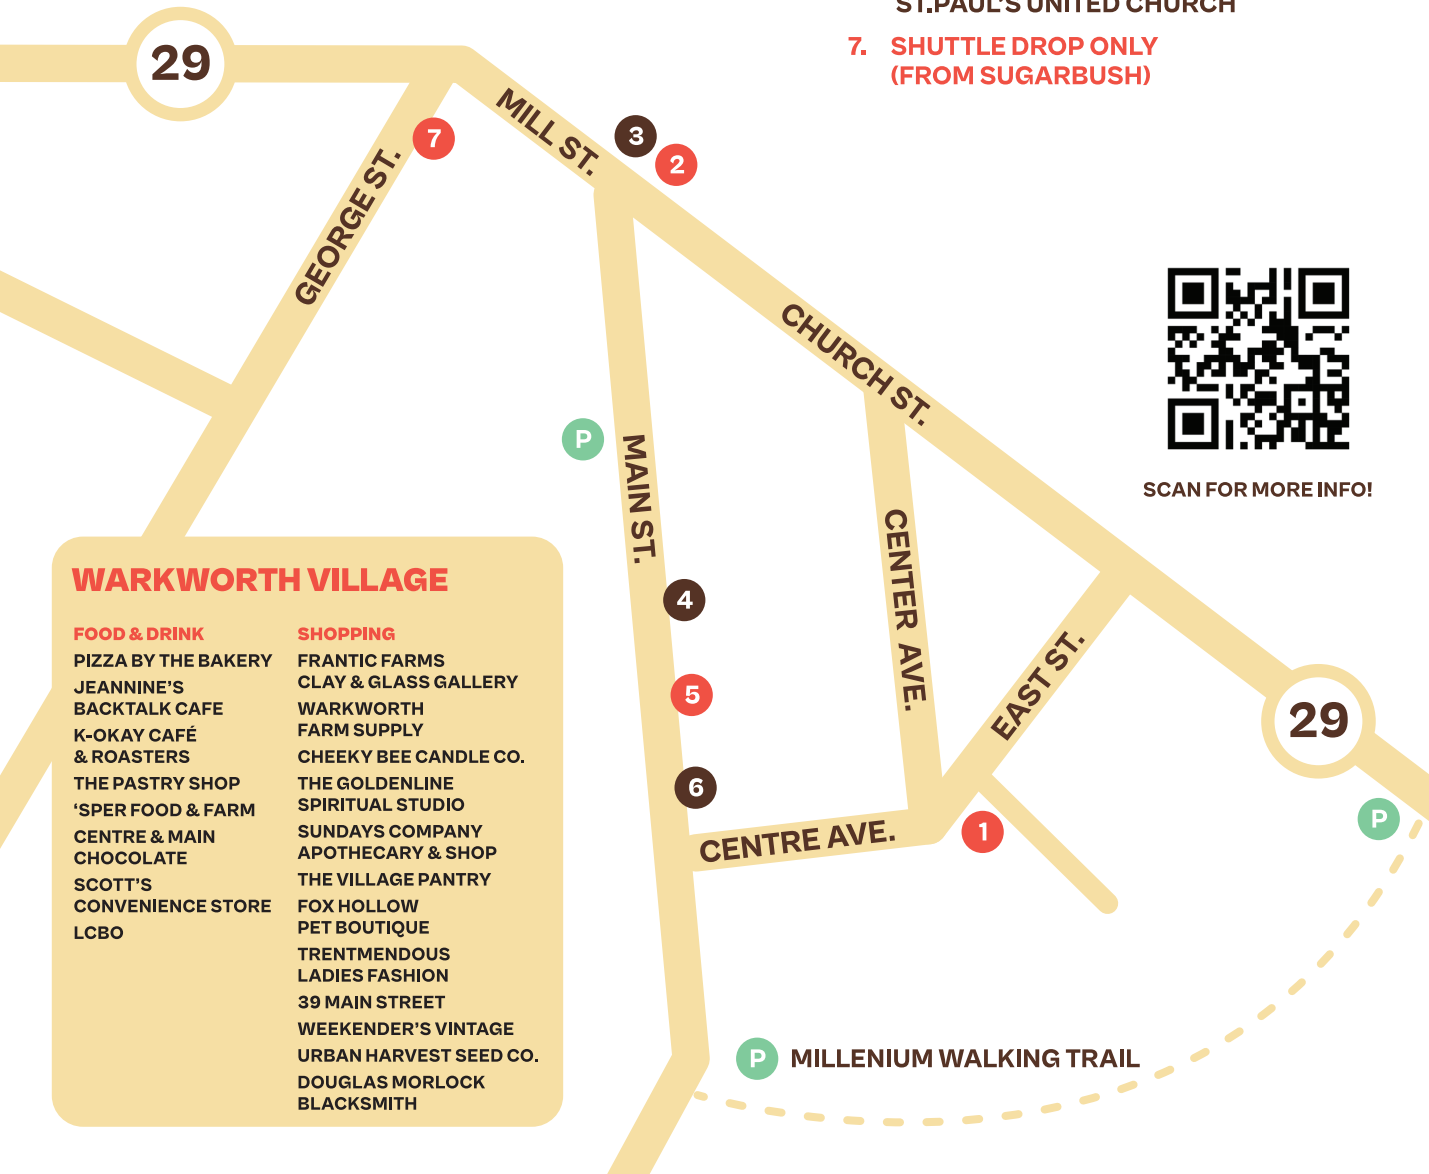 ST.PAUL'S UNITED CHURCH
7. SHUTTLE DROP ONLY
(FROM SUGARBUSH)
29
7
MILL ST.
3
2
GEORGE ST.
CHURCH ST.
P
MAIN ST.
SCAN FOR MORE INFO!
CENTER AVE.
4
EAST ST.
5
29
6
CENTRE AVE.
1
P
P MILLENIUM WALKING TRAIL
WARKWORTH VILLAGE
FOOD & DRINK
PIZZA BY THE BAKERY
JEANNINE'S
BACKTALK CAFE
K-OKAY CAFÉ
& ROASTERS
THE PASTRY SHOP
‘SPER FOOD & FARM
CENTRE & MAIN
CHOCOLATE
SCOTT'S
CONVENIENCE STORE
LCBO
SHOPPING
FRANTIC FARMS
CLAY & GLASS GALLERY
WARKWORTH
FARM SUPPLY
CHEEKY BEE CANDLE CO.
THE GOLDENLINE
SPIRITUAL STUDIO
SUNDAYS COMPANY
APOTHECARY & SHOP
THE VILLAGE PANTRY
FOX HOLLOW
PET BOUTIQUE
TRENTMENDOUS
LADIES FASHION
39 MAIN STREET
WEEKENDER'S VINTAGE
URBAN HARVEST SEED CO.
DOUGLAS MORLOCK
BLACKSMITH